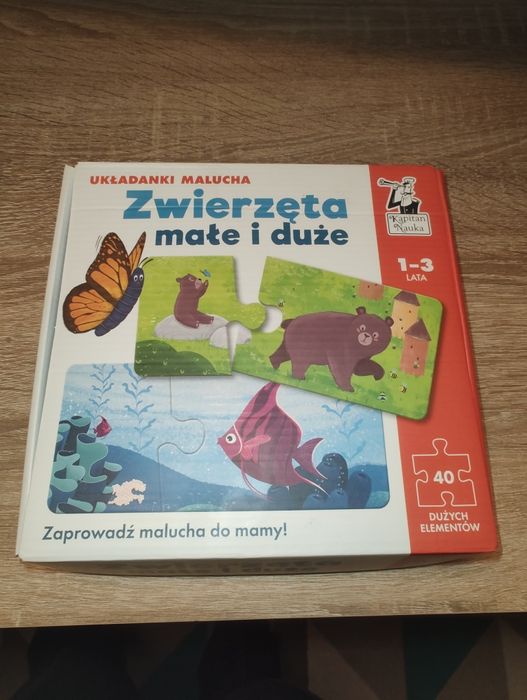 UKŁADANKI MALUCHA
Zwierzęta
małe i duże
Kapitan
Nauka
1–3
LATA
40
DUŻYCH
ELEMENTÓW
Zaprowadź malucha do mamy!